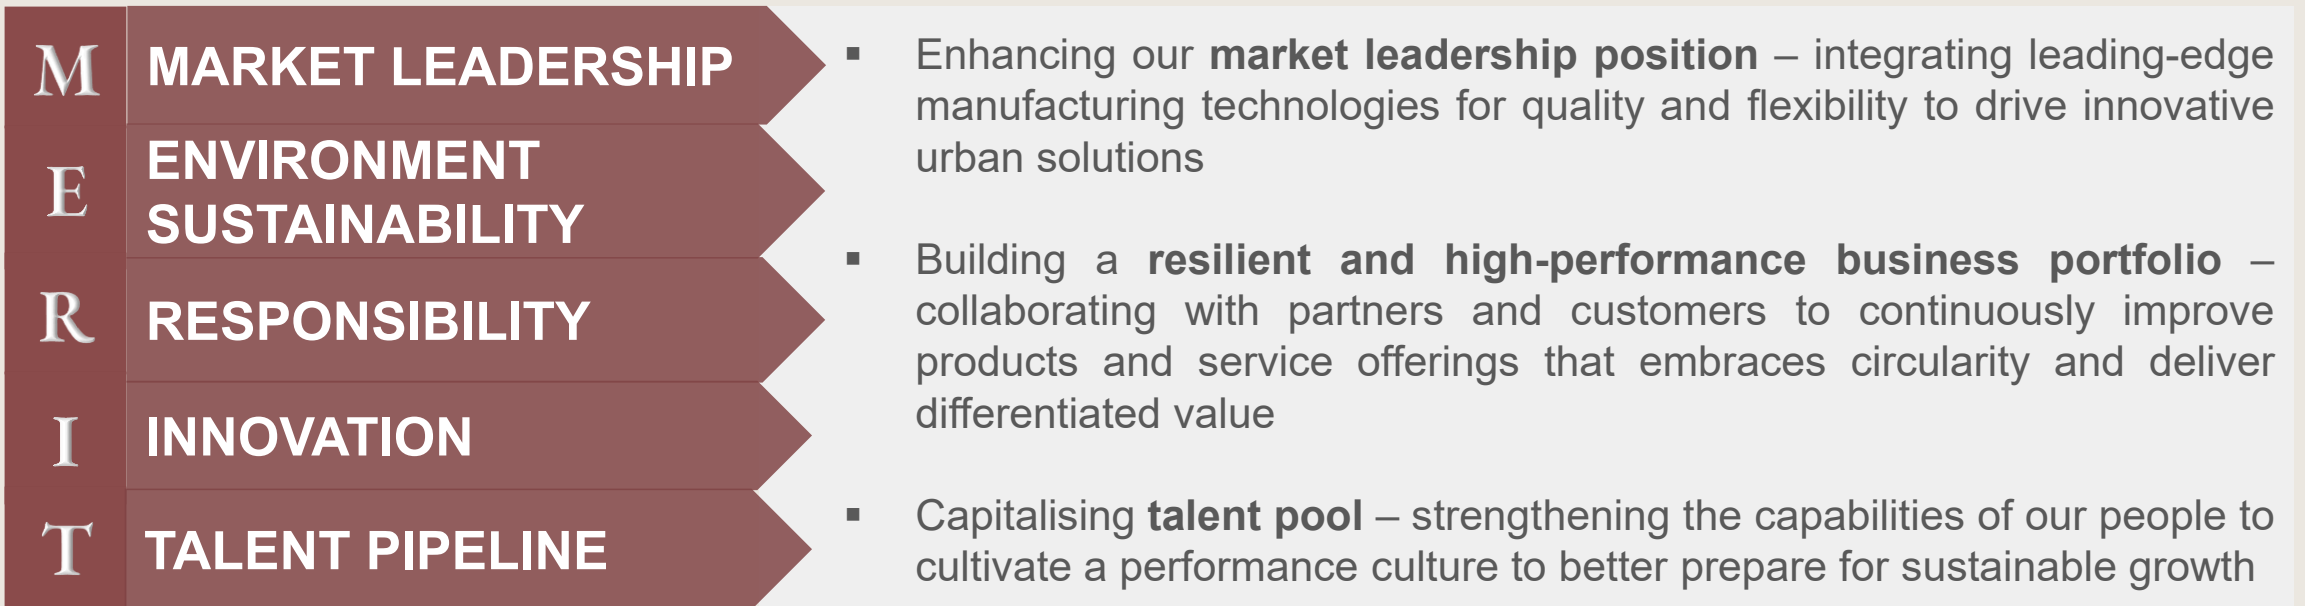 M
MARKET LEADERSHIP
E
ENVIRONMENT
SUSTAINABILITY
R
RESPONSIBILITY
I
INNOVATION
T
TALENT PIPELINE
▪ Enhancing our market leadership position – integrating leading-edge
manufacturing technologies for quality and flexibility to drive innovative
urban solutions
▪ Building a resilient and high-performance business portfolio –
collaborating with partners and customers to continuously improve
products and service offerings that embraces circularity and deliver
differentiated value
▪ Capitalising talent pool – strengthening the capabilities of our people to
cultivate a performance culture to better prepare for sustainable growth